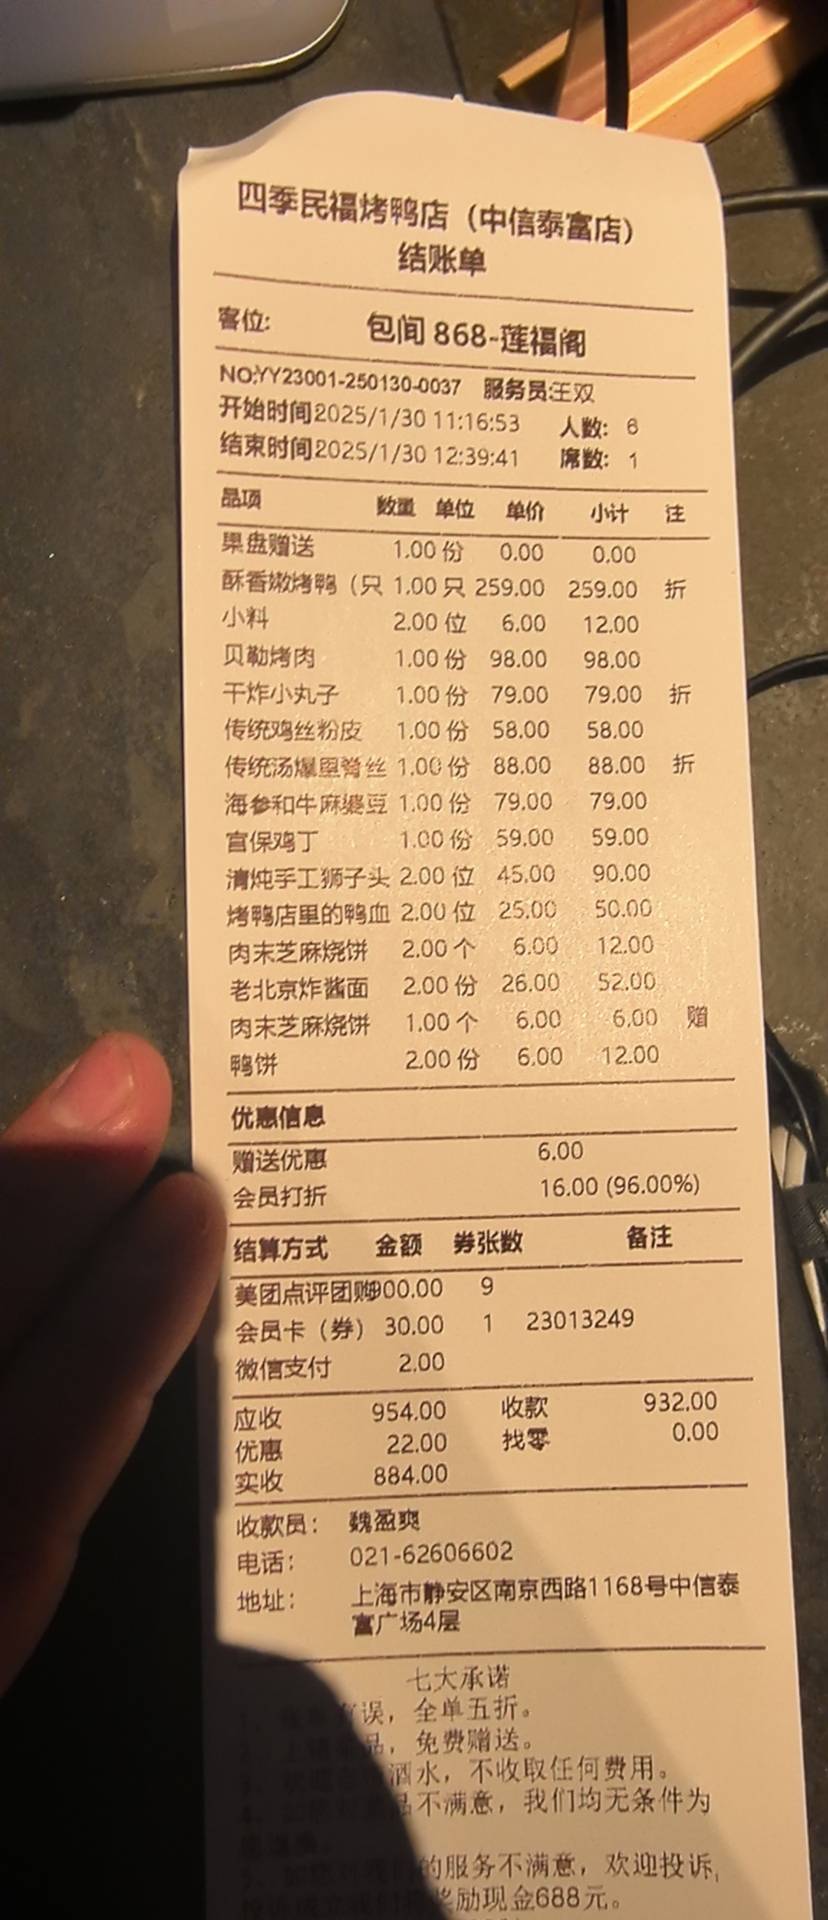 四季民福烤鸭店（中信泰富店）
结账单
客位: 包间 868-莲福阁
NO:YY23001-250130-0037 服务员:王双
开始时间2025/1/30 11:16:53 人数: 6
结束时间2025/1/30 12:39:41 席数: 1
品项 数量 单位 单价 小计 注
果盘赠送 1.00 份 0.00 0.00
酥香嫩烤鸭（只 1.00 只 259.00 259.00 折
小料 2.00 位 6.00 12.00
贝勒烤肉 1.00 份 98.00 98.00
干炸小丸子 1.00 份 79.00 79.00 折
传统鸡丝粉皮 1.00 份 58.00 58.00
传统汤爆里脊丝 1.00 份 88.00 88.00 折
海参和牛麻婆豆 1.00 份 79.00 79.00
宫保鸡丁 1.00 份 59.00 59.00
清炖手工狮子头 2.00 位 45.00 90.00
烤鸭店里的鸭血 2.00 位 25.00 50.00
肉末芝麻烧饼 2.00 个 6.00 12.00
老北京炸酱面 2.00 份 26.00 52.00
肉末芝麻烧饼 1.00 个 6.00 6.00 赠
鸭饼 2.00 份 6.00 12.00
优惠信息
赠送优惠 6.00
会员打折 16.00 (96.00%)
结算方式 金额 券张数 备注
美团点评团购900.00 9
会员卡（券） 30.00 1 23013249
微信支付 2.00
应收 954.00 收款 932.00
优惠 22.00 找零 0.00
实收 884.00
收款员： 魏盈爽
电话： 021-62606602
地址： 上海市静安区南京西路1168号中信泰
富广场4层
七大承诺
有误，全单五折。
品，免费赠送。
酒水，不收取任何费用。
品不满意，我们均无条件为
的服务不满意，欢迎投诉,
奖励现金688元。